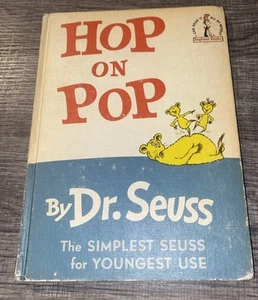 HOP
ON
POP
By Dr. Seuss
The SIMPLEST SEUSS
for YOUNGEST USE